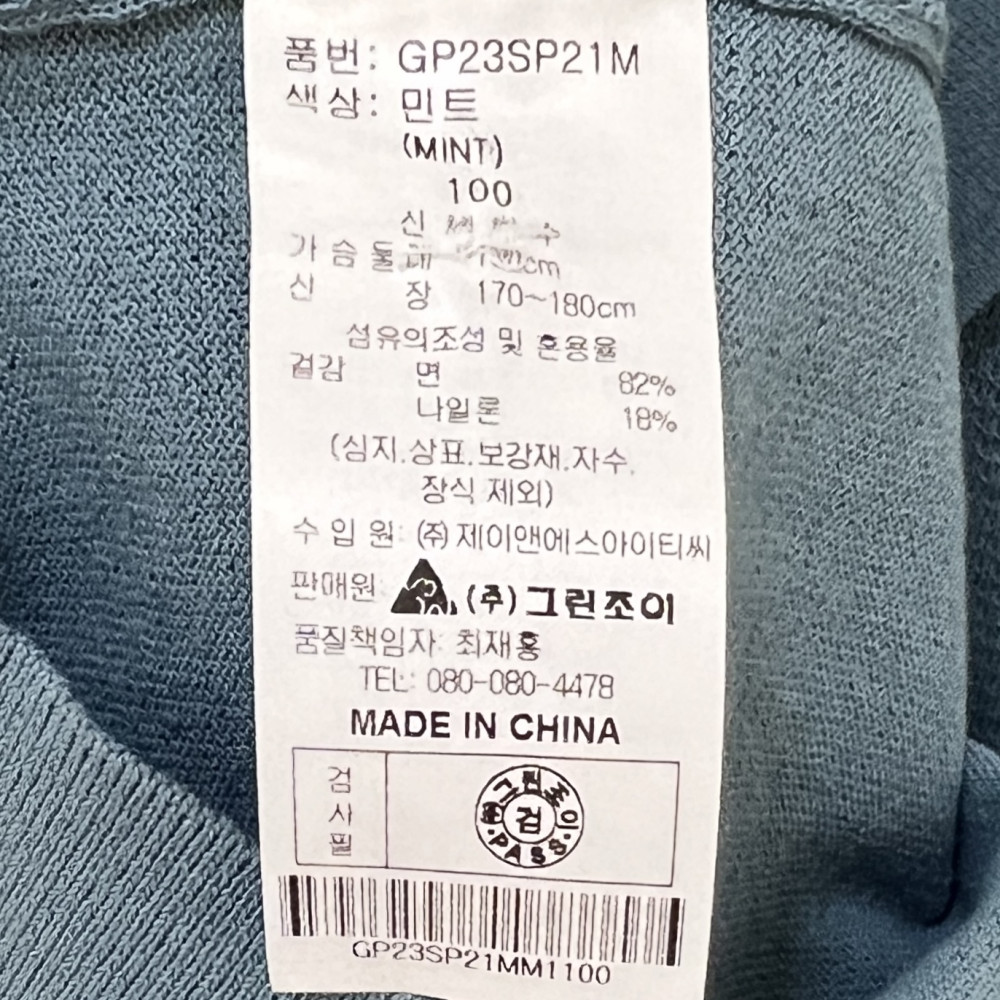 품번: GP23SP21M
색상: 민트
(MINT)
100
신 수
가 슴 둘 레 cm
신 장 170~180cm
섬유의조성 및 혼용율
겉감 면 82%
나일론 18%
(심지.상표.보강재.자수,
장식 제외)
수 입 원: (주)제이앤에스아이티씨
판매원 (주)그린조이
품질책임자: 최재홍
TEL: 080-080-4478
MADE IN CHINA
검
사
필
그린조이
검
PASS
GP23SP21MM1100